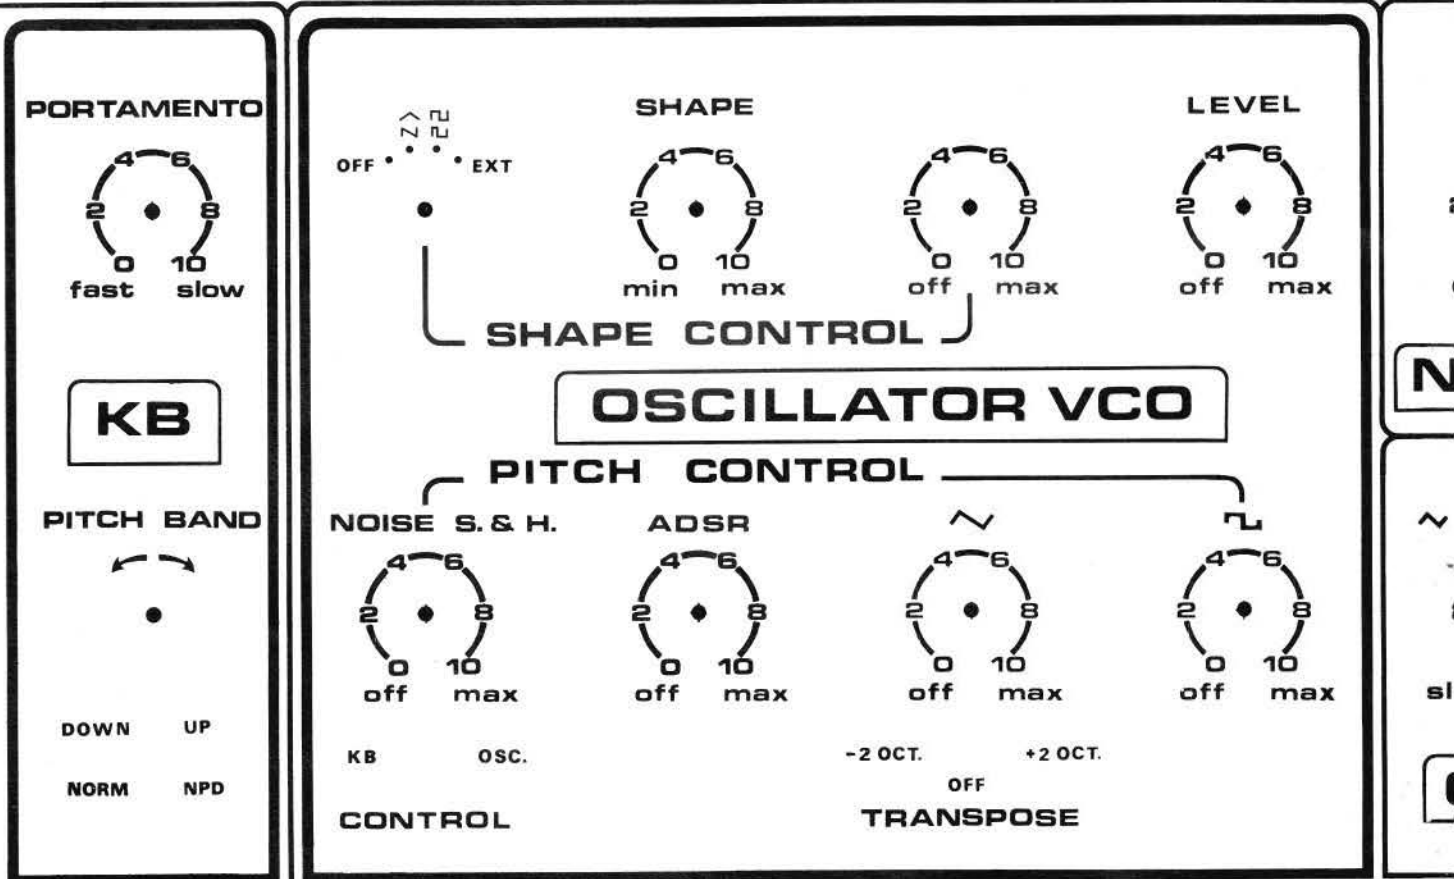 PORTAMENTO
4 6
2 8
0 10
fast slow
KB
PITCH BAND
DOWN UP
NORM NPD
OFF EXT
SHAPE
4 6
2 8
0 10
min max
4 6
2 8
0 10
off max
LEVEL
4 6
2 8
0 10
off max
SHAPE CONTROL
OSCILLATOR VCO
PITCH CONTROL
NOISE S. & H.
4 6
2 8
0 10
off max
ADSR
4 6
2 8
0 10
off max
4 6
2 8
0 10
off max
4 6
2 8
0 10
off max
KB OSC.
CONTROL
-2 OCT. +2 OCT.
OFF
TRANSPOSE
N
sl